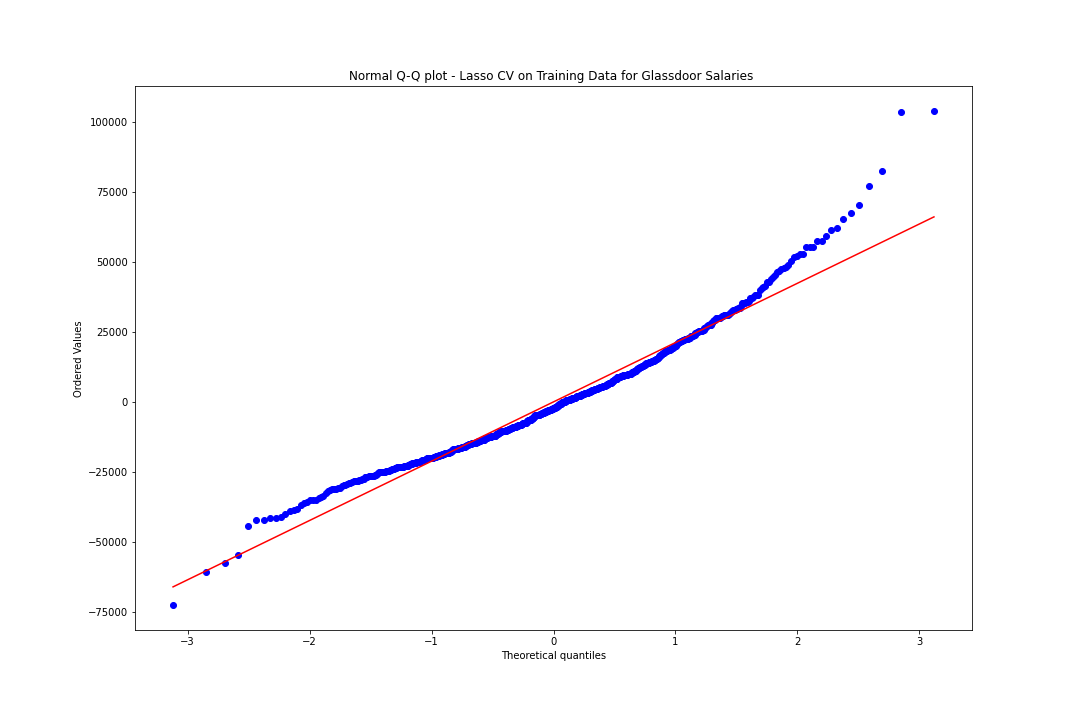 Normal Q-Q plot - Lasso CV on Training Data for Glassdoor Salaries
100000
75000
50000
25000
0
−25000
−50000
−75000
Ordered Values
−3 −2 −1 0 1 2 3
Theoretical quantiles